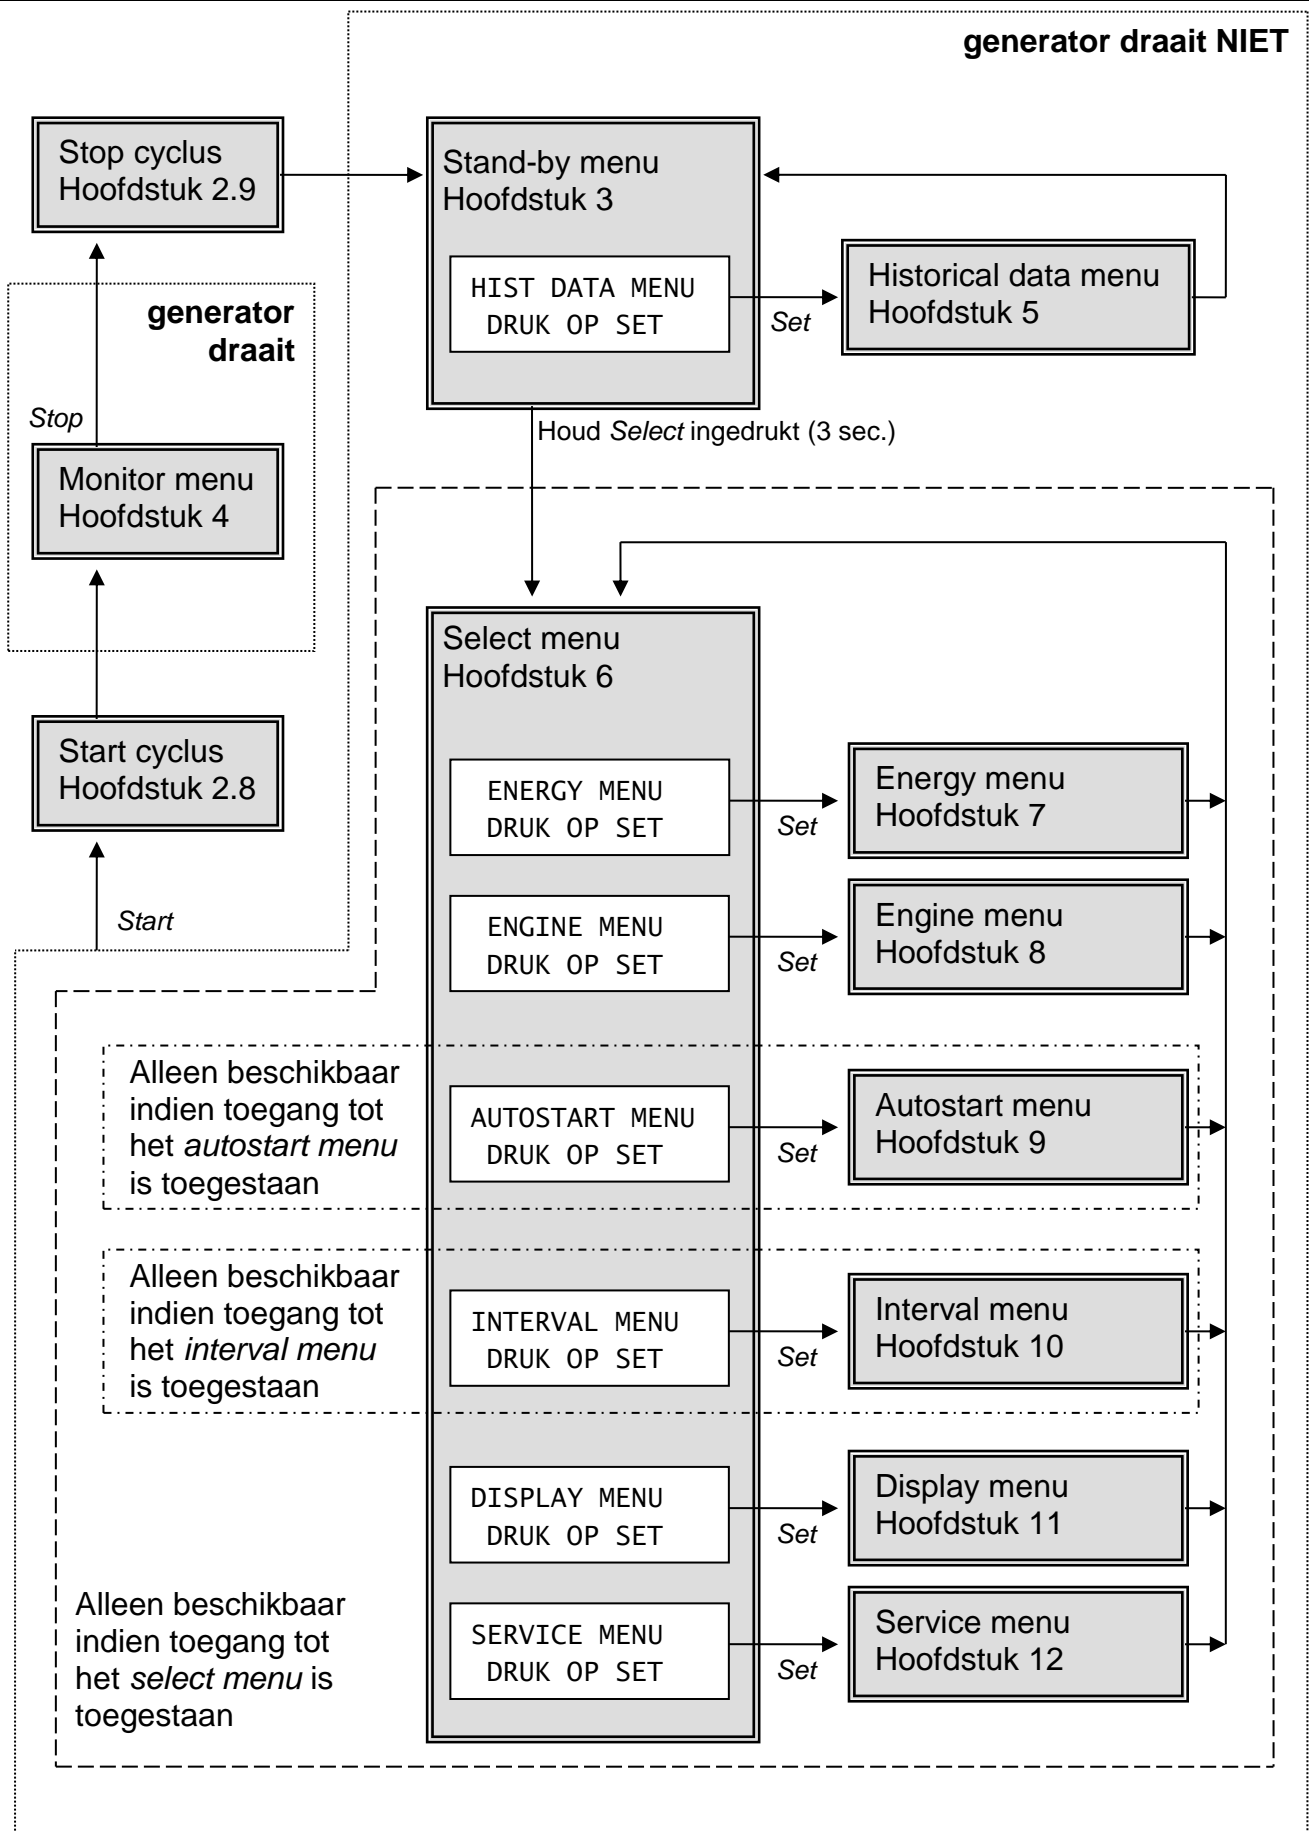 generator draait NIET
Stop cyclus
Hoofdstuk 2.9
Stand-by menu
Hoofdstuk 3
HIST DATA MENU
DRUK OP SET
Set
Historical data menu
Hoofdstuk 5
generator
draait
Stop
Houd Select ingedrukt (3 sec.)
Monitor menu
Hoofdstuk 4
Start cyclus
Hoofdstuk 2.8
Start
Select menu
Hoofdstuk 6
ENERGY MENU
DRUK OP SET
Set
Energy menu
Hoofdstuk 7
ENGINE MENU
DRUK OP SET
Set
Engine menu
Hoofdstuk 8
Alleen beschikbaar
indien toegang tot
het autostart menu
is toegestaan
AUTOSTART MENU
DRUK OP SET
Set
Autostart menu
Hoofdstuk 9
Alleen beschikbaar
indien toegang tot
het interval menu
is toegestaan
INTERVAL MENU
DRUK OP SET
Set
Interval menu
Hoofdstuk 10
DISPLAY MENU
DRUK OP SET
Set
Display menu
Hoofdstuk 11
Alleen beschikbaar
indien toegang tot
het select menu is
toegestaan
SERVICE MENU
DRUK OP SET
Set
Service menu
Hoofdstuk 12